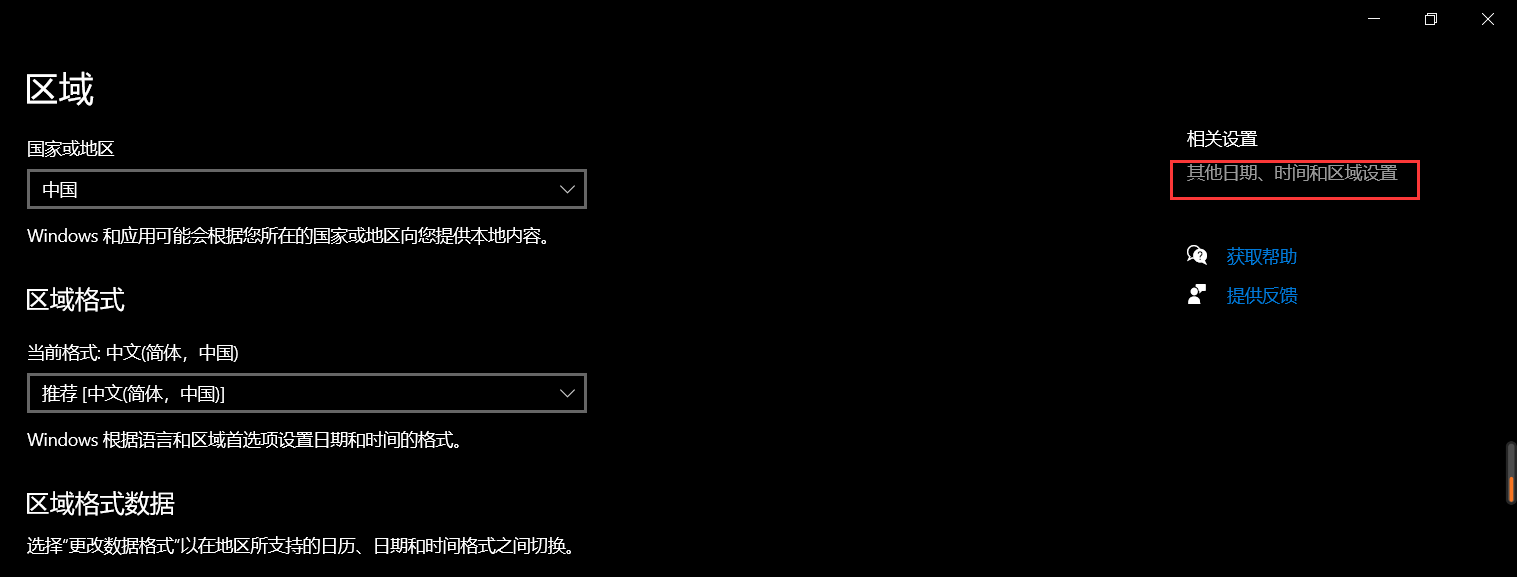 区域
国家或地区
中国
Windows 和应用可能会根据您所在的国家或地区向您提供本地内容。
区域格式
当前格式: 中文(简体，中国)
推荐 [中文(简体，中国)]
Windows 根据语言和区域首选项设置日期和时间的格式。
区域格式数据
选择“更改数据格式”以在地区所支持的日历、日期和时间格式之间切换。
相关设置
其他日期、时间和区域设置
获取帮助
提供反馈